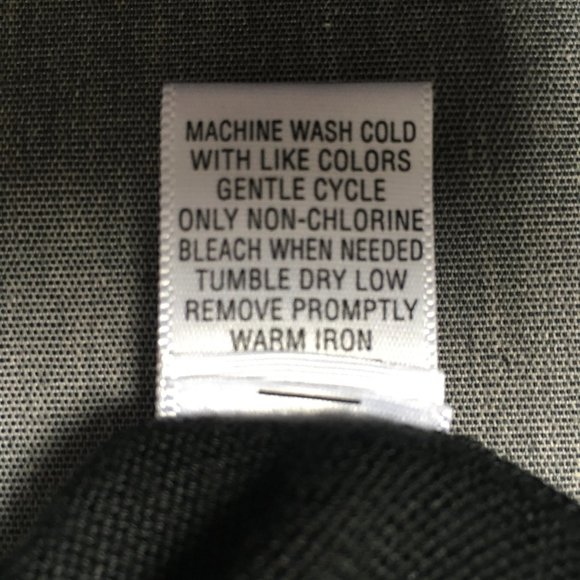 MACHINE WASH COLD
WITH LIKE COLORS
GENTLE CYCLE
ONLY NON-CHLORINE
BLEACH WHEN NEEDED
TUMBLE DRY LOW
REMOVE PROMPTLY
WARM IRON